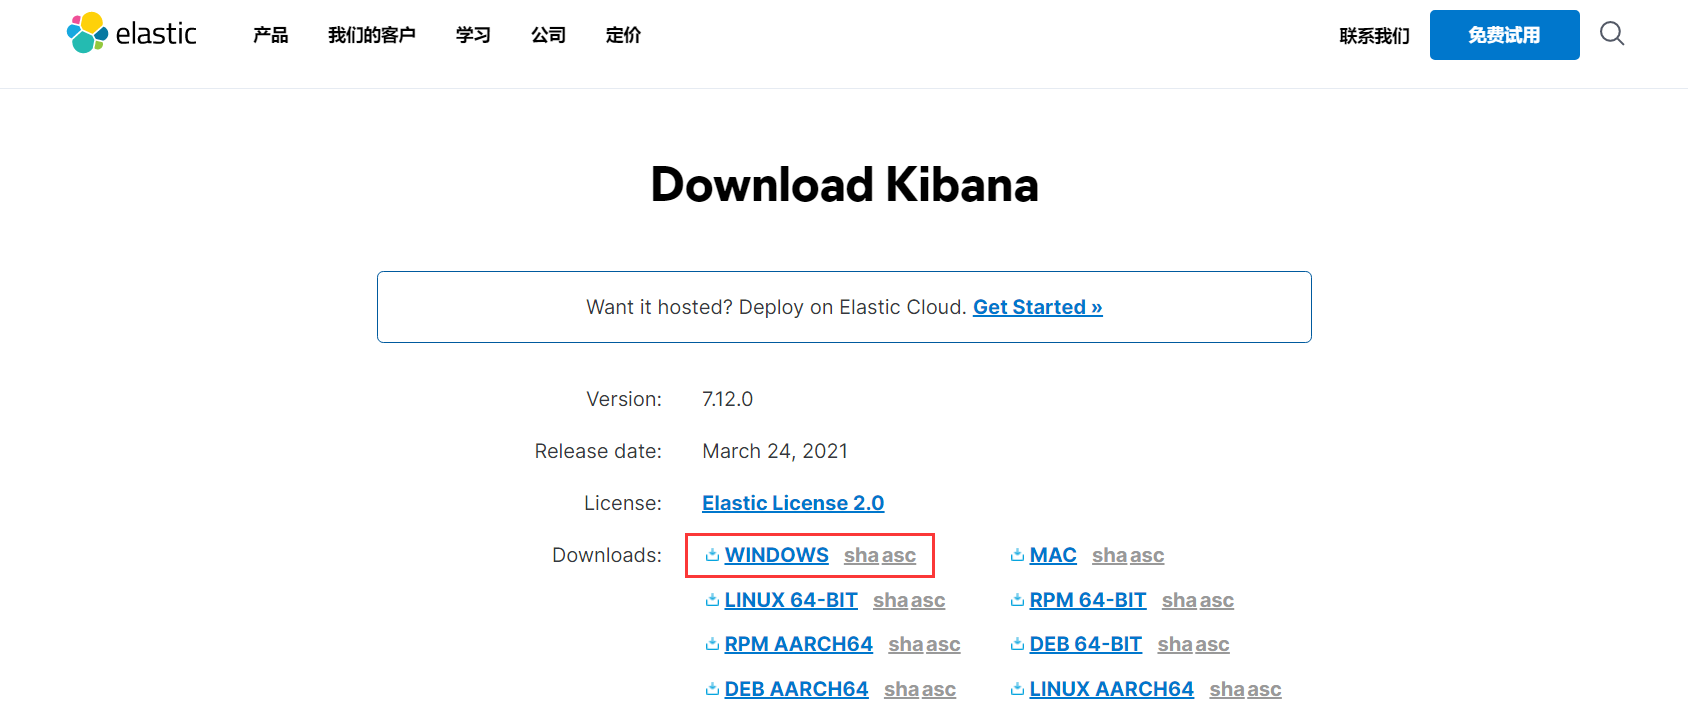 elastic 产品 我们的客户 学习 公司 定价 联系我们 免费试用
Download Kibana
Want it hosted? Deploy on Elastic Cloud. Get Started »
Version: 7.12.0
Release date: March 24, 2021
License: Elastic License 2.0
Downloads: WINDOWS sha asc MAC sha asc
LINUX 64-BIT sha asc RPM 64-BIT sha asc
RPM AARCH64 sha asc DEB 64-BIT sha asc
DEB AARCH64 sha asc LINUX AARCH64 sha asc